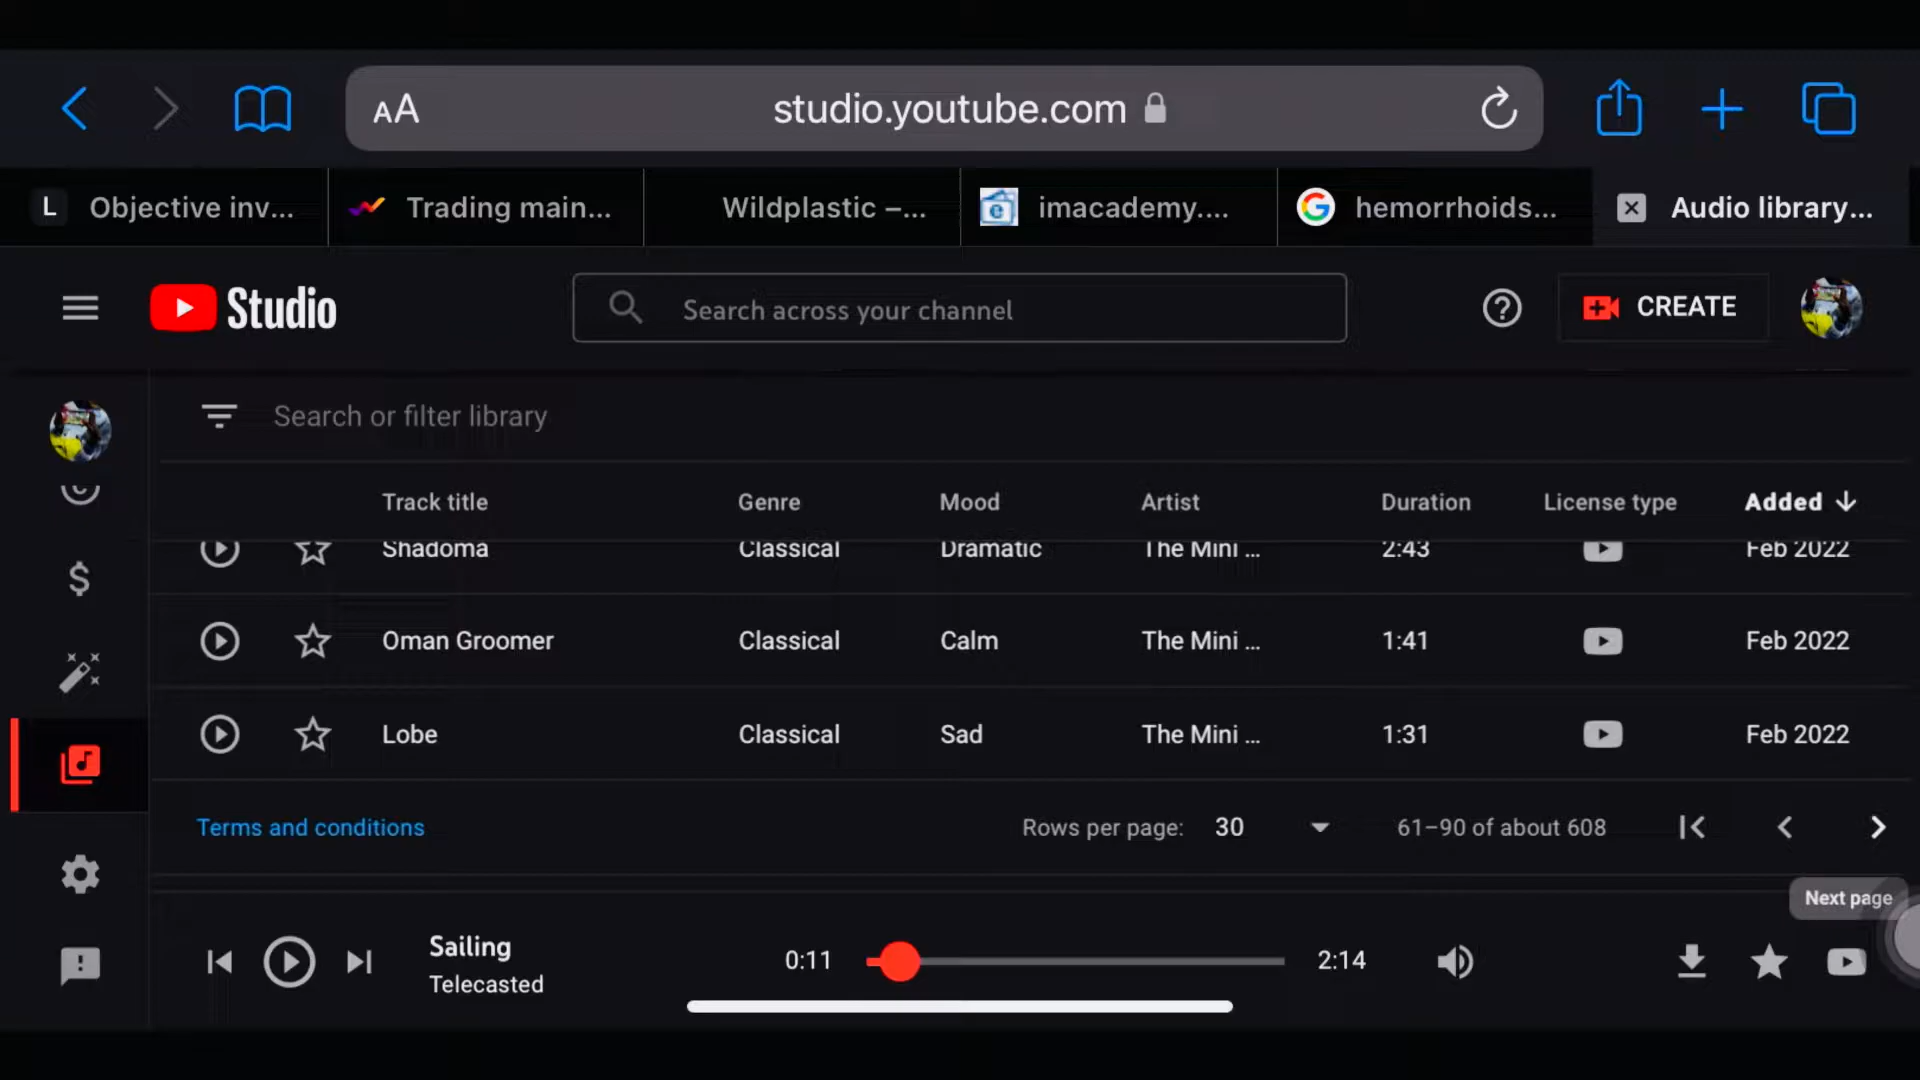 AA studio.youtube.com
L Objective inv... Trading main... Wildplastic –... imacademy.... hemorrhoids... Audio library...
Studio Search across your channel CREATE
Search or filter library
Track title Genre Mood Artist Duration License type Added
Shadoma Classical Dramatic The Mini ... 2:43 Feb 2022
Oman Groomer Classical Calm The Mini ... 1:41 Feb 2022
Lobe Classical Sad The Mini ... 1:31 Feb 2022
Terms and conditions Rows per page: 30 61–90 of about 608
Next page
Sailing
0:11 2:14
Telecasted